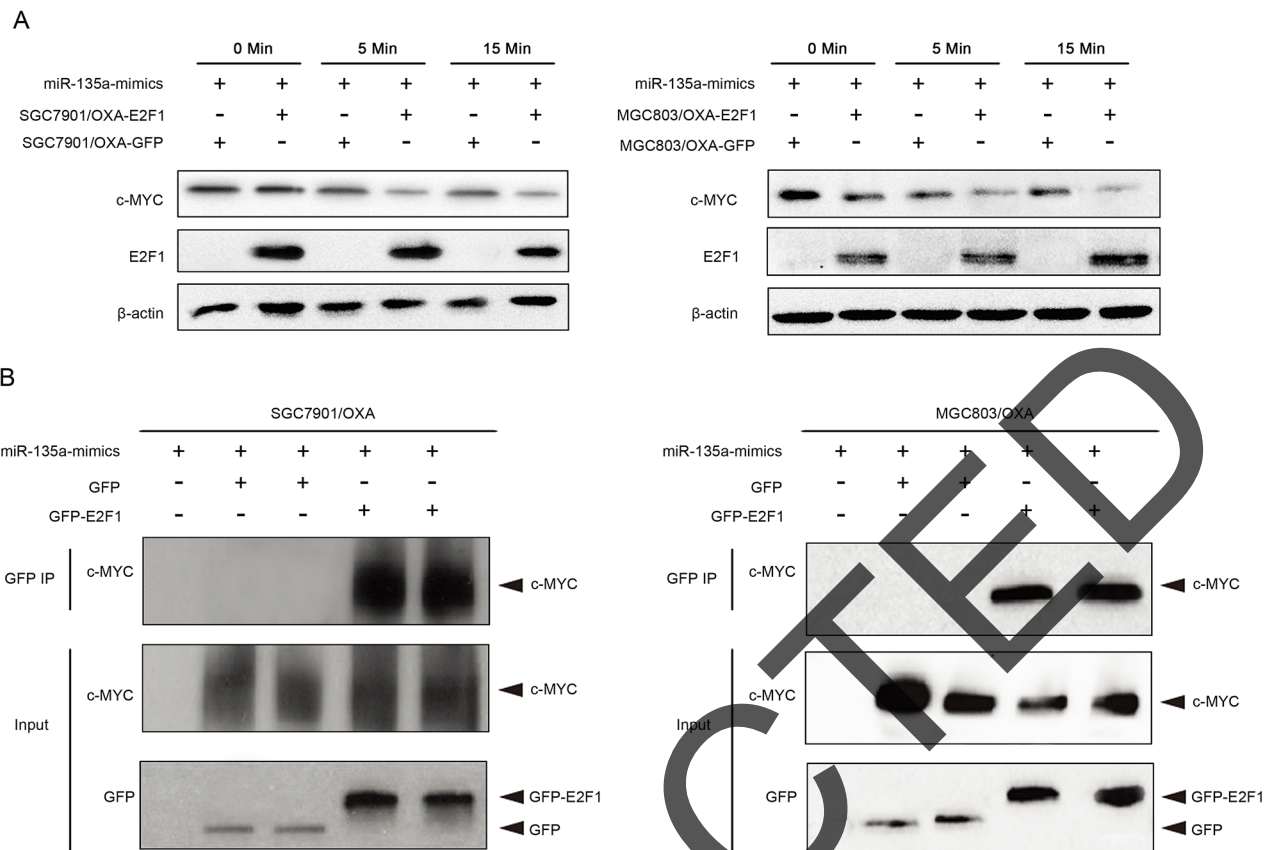 A
0 Min 5 Min 15 Min
miR-135a-mimics + + + + + +
SGC7901/OXA-E2F1 - + - + - +
SGC7901/OXA-GFP + - + - + -
c-MYC
E2F1
β-actin
0 Min 5 Min 15 Min
miR-135a-mimics + + + + + +
MGC803/OXA-E2F1 - + - + - +
MGC803/OXA-GFP + - + - + -
c-MYC
E2F1
β-actin
B
SGC7901/OXA
miR-135a-mimics + + + + +
GFP - + + - -
GFP-E2F1 - - - + +
GFP IP c-MYC c-MYC
Input c-MYC c-MYC
GFP GFP-E2F1
GFP
MGC803/OXA
miR-135a-mimics + + + + +
GFP - + + - -
GFP-E2F1 - - - + +
GFP IP c-MYC c-MYC
Input c-MYC c-MYC
GFP GFP-E2F1
GFP
CTED